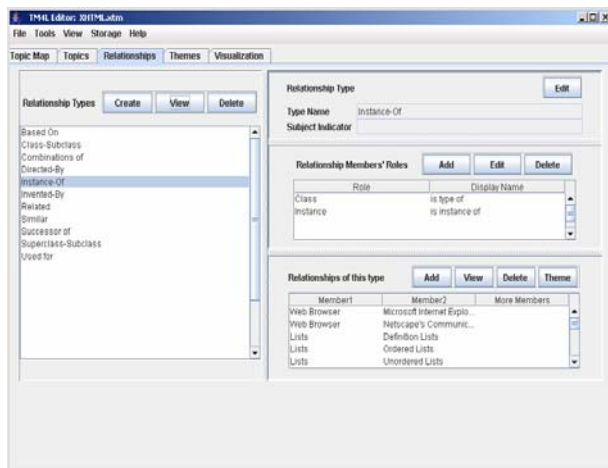 TM4L Editor: XHTML.xtm
File Tools View Storage Help
Topic Map Topics Relationships Themes Visualization
Relationship Types Create View Delete
Based On
Class-Subclass
Combinations of
Directed-By
Instance-Of
Invented-By
Related
Similar
Successor of
Superclass-Subclass
Used for
Relationship Type Edit
Type Name Instance-Of
Subject Indicator
Relationship Members' Roles Add Edit Delete
Role Display Name
Class is type of
Instance is instance of
Relationships of this type Add View Delete Theme
Member1 Member2 More Members
Web Browser Microsoft Internet Explo...
Web Browser Netscape's Communic...
Lists Definition Lists
Lists Ordered Lists
Lists Unordered Lists